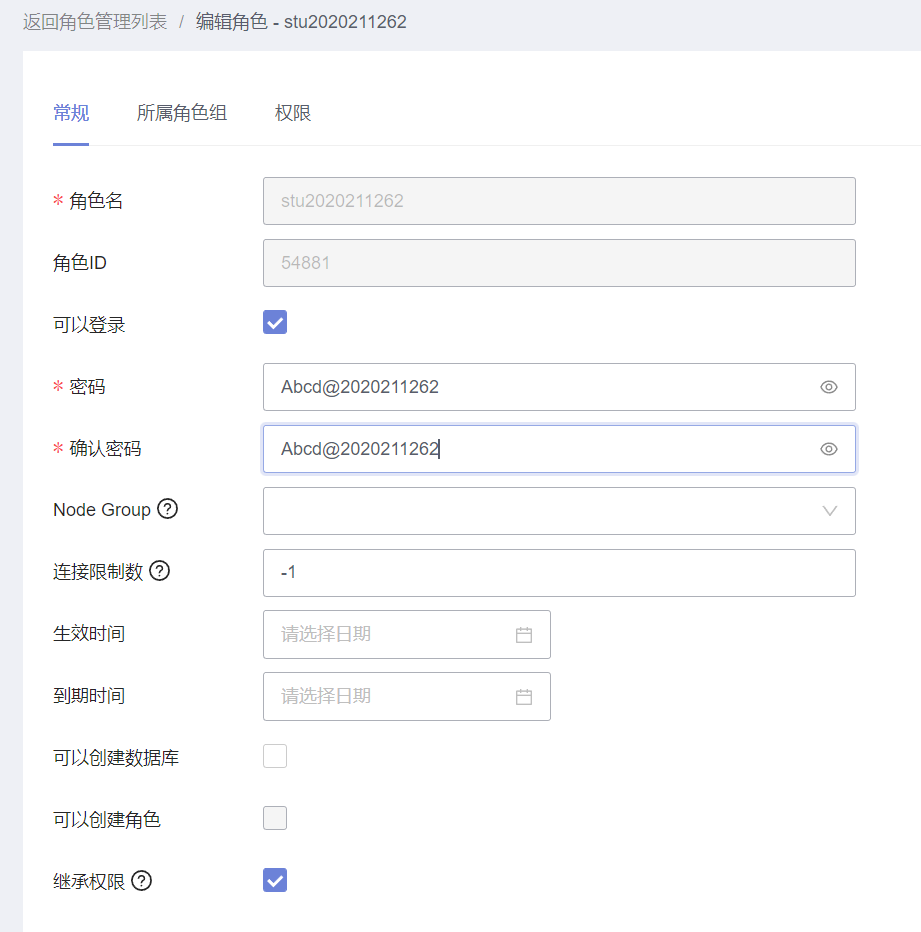 返回角色管理列表 / 编辑角色 - stu2020211262
常规 所属角色组 权限
* 角色名 stu2020211262
角色ID 54881
可以登录
* 密码 Abcd@2020211262
* 确认密码 Abcd@2020211262
Node Group ?
连接限制数 ? -1
生效时间 请选择日期
到期时间 请选择日期
可以创建数据库
可以创建角色
继承权限 ?